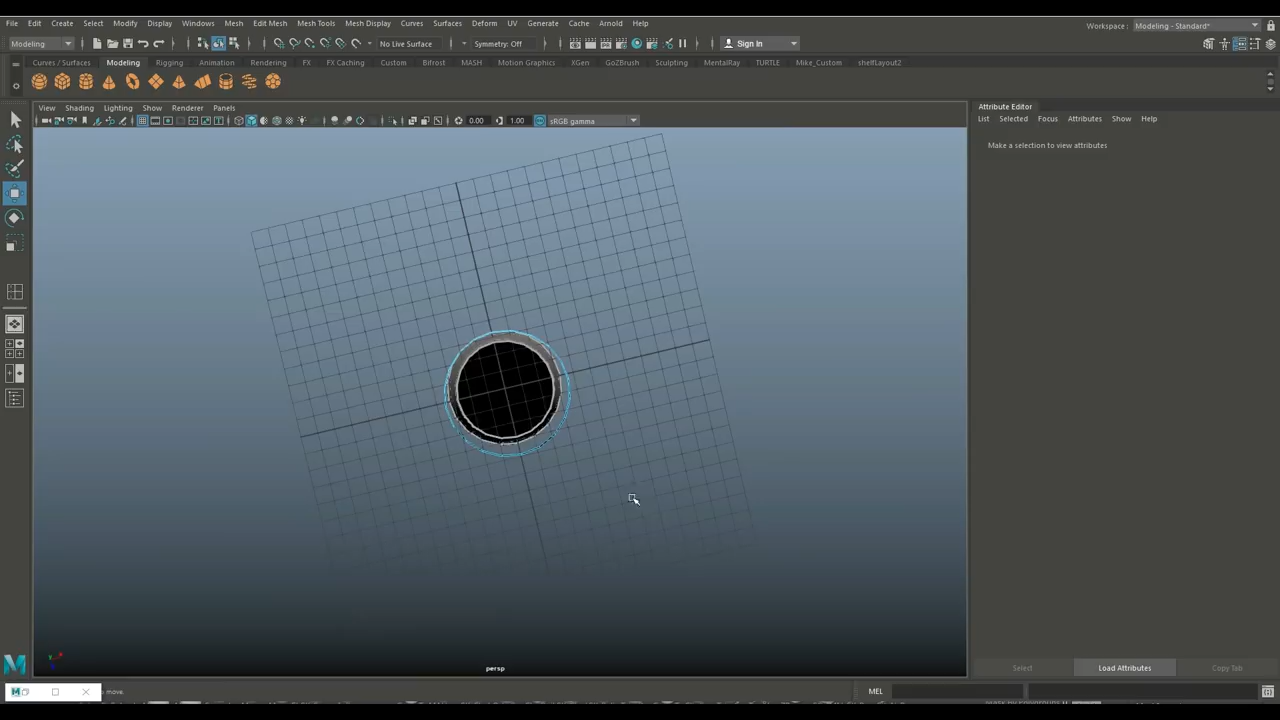 File Edit Create Select Modify Display Windows Mesh Edit Mesh Mesh Tools Mesh Display Curves Surfaces Deform UV Generate Cache Arnold Help
Workspace : Modeling - Standard*
Modeling No Live Surface Symmetry: Off Sign In
Curves / Surfaces Modeling Rigging Animation Rendering FX FX Caching Custom Bifrost MASH Motion Graphics XGen GoZBrush Sculpting MentalRay TURTLE Mike_Custom shelfLayout2
View Shading Lighting Show Renderer Panels
0.00 1.00 sRGB gamma
Attribute Editor
List Selected Focus Attributes Show Help
Make a selection to view attributes
persp
Select Load Attributes Copy Tab
move.
MEL